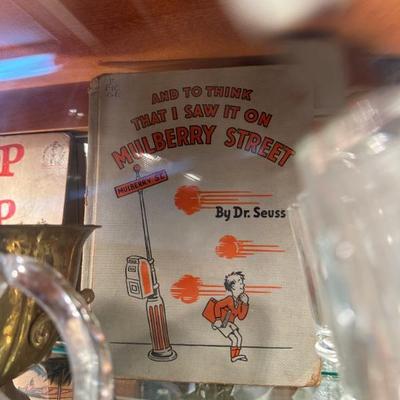 AND TO THINK
THAT I SAW IT ON
MULBERRY STREET
MULBERRY ST.
By Dr. Seuss
P
P